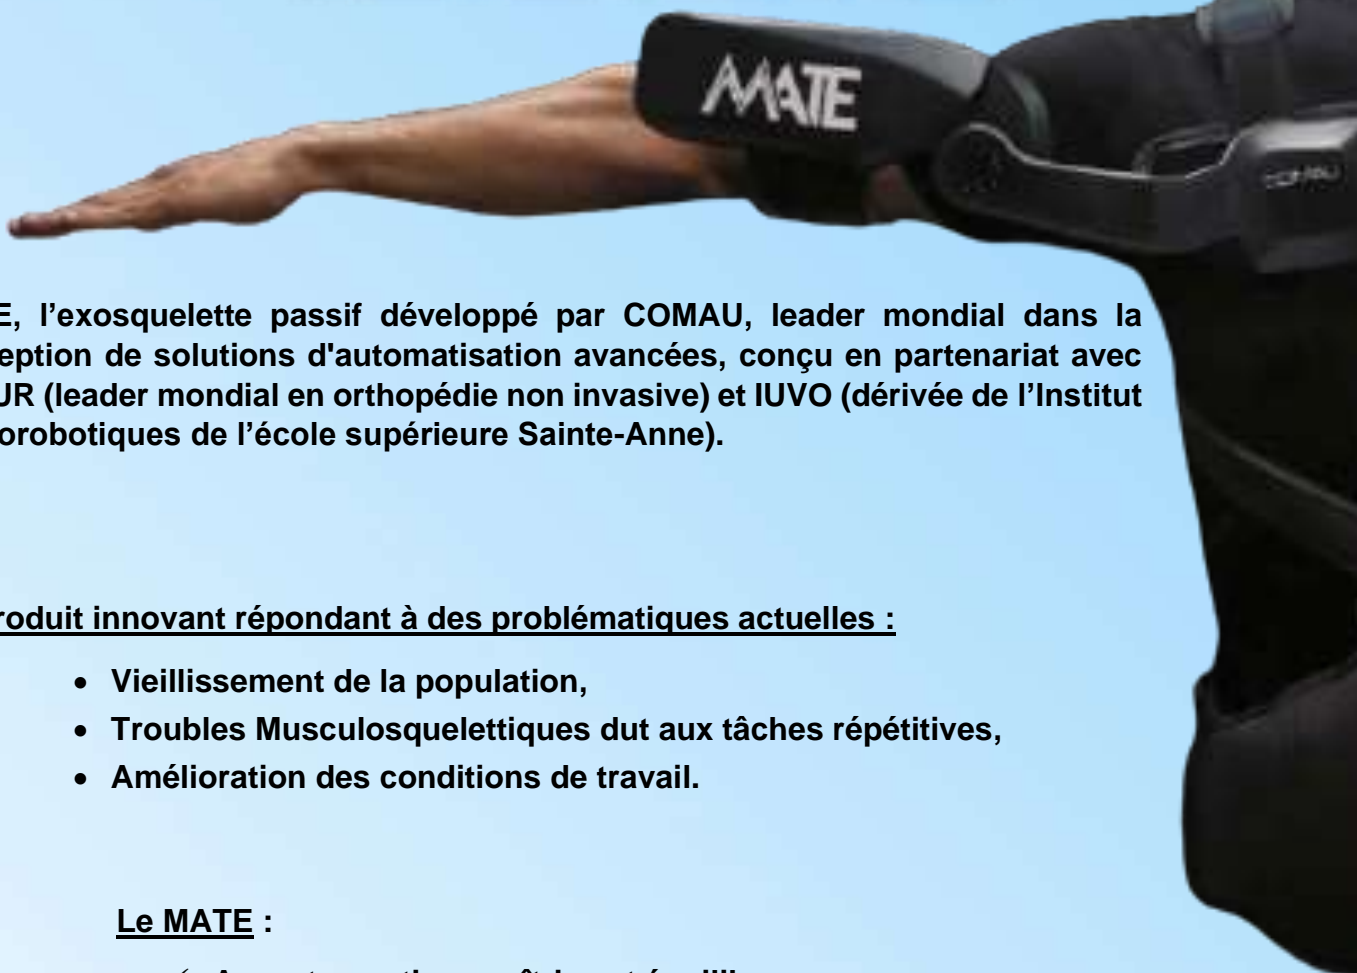 MATE
COMAU
E, l’exosquelette passif développé par COMAU, leader mondial dans la
eption de solutions d'automatisation avancées, conçu en partenariat avec
UR (leader mondial en orthopédie non invasive) et IUVO (dérivée de l’Institut
orobotiques de l’école supérieure Sainte-Anne).
roduit innovant répondant à des problématiques actuelles :
• Vieillissement de la population,
• Troubles Musculosquelettiques dut aux tâches répétitives,
• Amélioration des conditions de travail.
Le MATE :